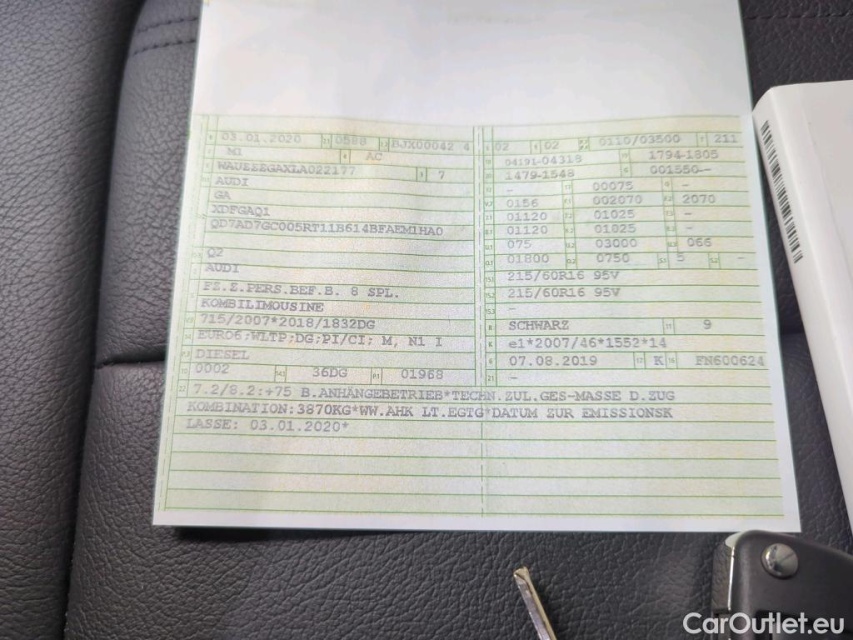 03.01.2020 0588 BJX00042 4
M1 AC
WAUEEEGAXLA022177 7
AUDI
GA
XDFGAQ1
QD7AD7GC005RT11B614BFAEM1HA0
Q2
AUDI
FZ.Z.PERS.BEF.B. 8 SPL.
KOMBILIMOUSINE
715/2007*2018/1832DG
EURO6;WLTP;DG;PI/CI; M, N1 I
DIESEL
0002 36DG 01968
02 02 0110/03500 211
04191-04318 1794-1805
1479-1548 001550-
- 00075 -
0156 002070 2070
01120 01025 -
01120 01025 -
075 03000 066
01800 0750 5 -
215/60R16 95V
215/60R16 95V
-
SCHWARZ 9
e1*2007/46*1552*14
07.08.2019 K FN600624
-
7.2/8.2:+75 B.ANHÄNGEBETRIEB*TECHN.ZUL.GES-MASSE D.ZUG
KOMBINATION:3870KG*WW.AHK LT.EGTG*DATUM ZUR EMISSIONSK
LASSE: 03.01.2020*
CarOutlet.eu